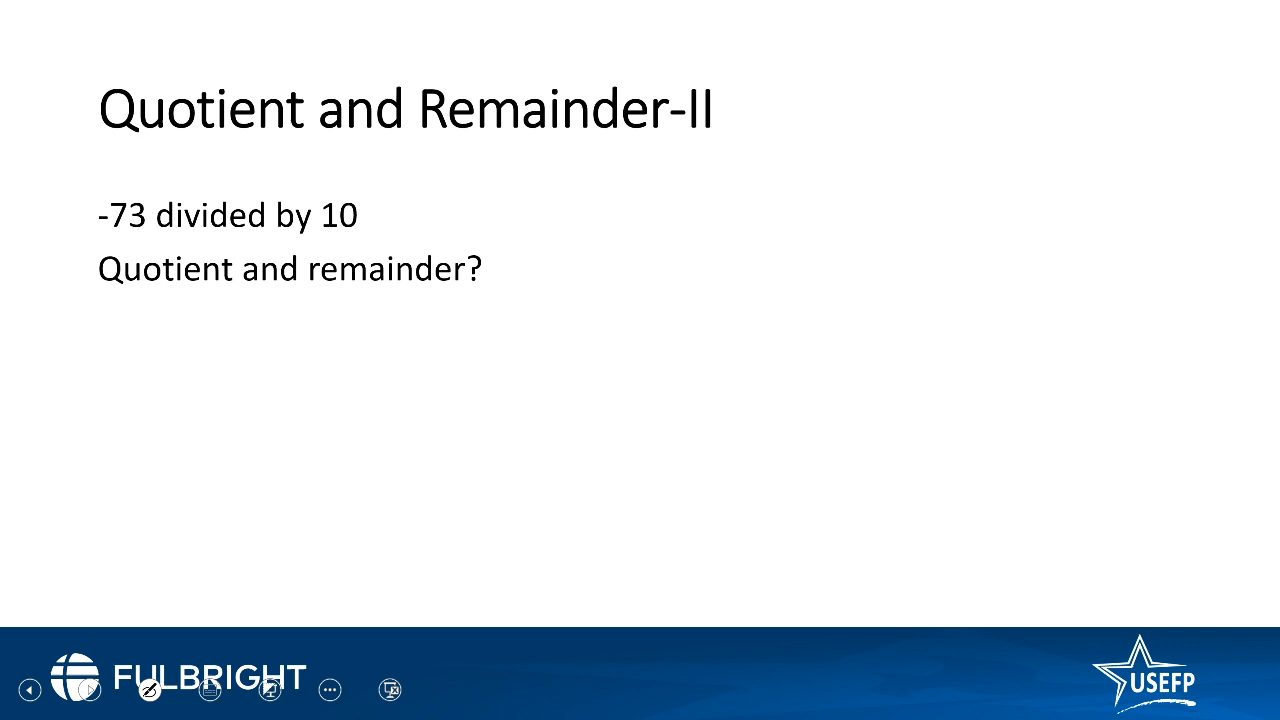 Quotient and Remainder-II
-73 divided by 10
Quotient and remainder?
FULBRIGHT
USEFP